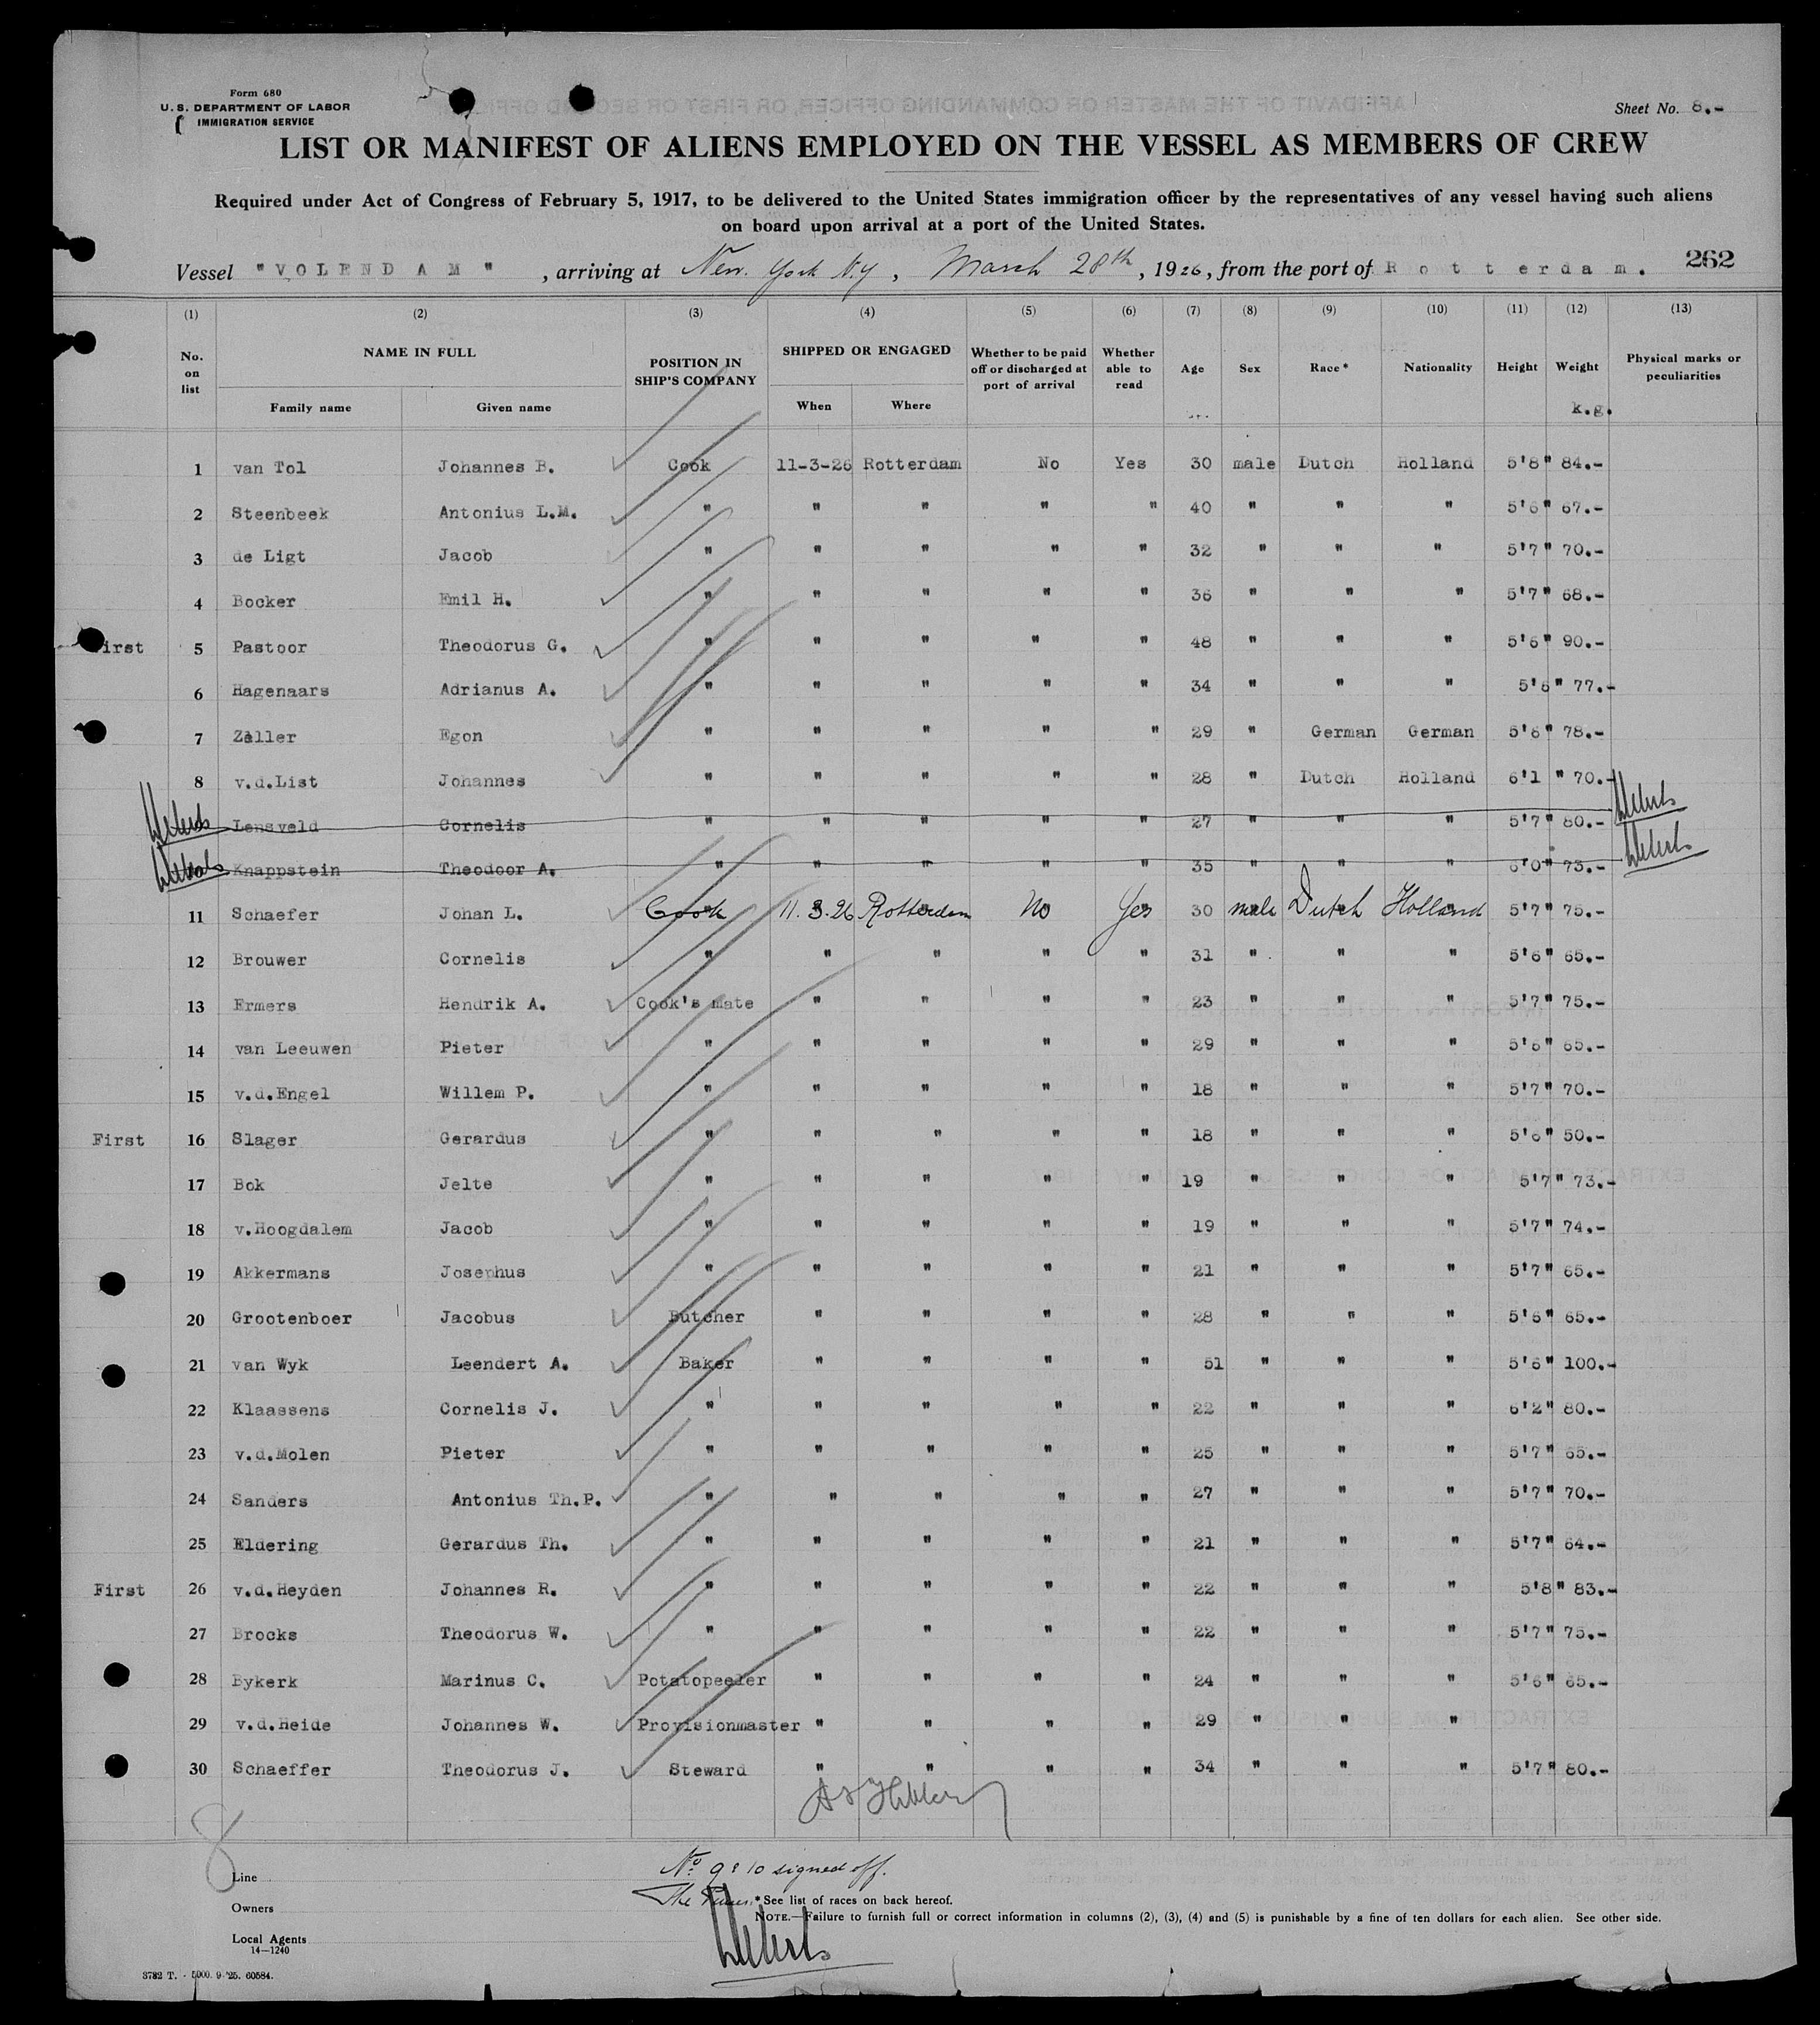 Form 680
U. S. DEPARTMENT OF LABOR
IMMIGRATION SERVICE
Sheet No. 8.-
LIST OR MANIFEST OF ALIENS EMPLOYED ON THE VESSEL AS MEMBERS OF CREW
Required under Act of Congress of February 5, 1917, to be delivered to the United States immigration officer by the representatives of any vessel having such aliens
on board upon arrival at a port of the United States.
Vessel "VOLENDAM", arriving at New York N.Y, March 28th, 1926, from the port of Rotterdam. 262
(1) (2) (3) (4) (5) (6) (7) (8) (9) (10) (11) (12) (13)
No. on list NAME IN FULL POSITION IN SHIP'S COMPANY SHIPPED OR ENGAGED Whether to be paid off or discharged at port of arrival Whether able to read Age Sex Race* Nationality Height Weight Physical marks or peculiarities
Family name Given name When Where k.g.
1 van Tol Johannes B. Cook 11-3-26 Rotterdam No Yes 30 male Dutch Holland 5'8" 84.-
2 Steenbeek Antonius L.M. " " " " " 40 " " " 5'6" 67.-
3 de Ligt Jacob " " " " " 32 " " " 5'7" 70.-
4 Bocker Emil H. " " " " " 36 " " " 5'7" 68.-
First 5 Pastoor Theodorus G. " " " " " 48 " " " 5'6" 90.-
6 Hagenaars Adrianus A. " " " " " 34 " " " 5'6" 77.-
7 Zeller Egon " " " " " 29 " German German 5'6" 78.-
8 v.d.List Johannes " " " " " 28 " Dutch Holland 6'1 " 70.-
Lensveld Cornelis " " " " " 27 " " " 5'7" 80.-
Knappstein Theodoor A. " " " " " 35 " " " 6'0" 73.-
11 Schaefer Johan L. Cook 11.3.26 Rotterdam No Yes 30 male Dutch Holland 5'7" 75.-
12 Brouwer Cornelis " " " " " 31 " " " 5'6" 65.-
13 Ermers Hendrik A. Cook's mate " " " " 23 " " " 5'7" 75.-
14 van Leeuwen Pieter " " " " " 29 " " " 5'6" 65.-
15 v.d.Engel Willem P. " " " " " 18 " " " 5'7" 70.-
First 16 Slager Gerardus " " " " " 18 " " " 5'6" 50.-
17 Bok Jelte " " " " " 19 " " " 5'7" 73.-
18 v.Hoogdalem Jacob " " " " " 19 " " " 5'7" 74.-
19 Akkermans Josephus " " " " " 21 " " " 5'7" 65.-
20 Grootenboer Jacobus Butcher " " " " 28 " " " 5'6" 65.-
21 van Wyk Leendert A. Baker " " " " 51 " " " 5'6" 100.-
22 Klaassens Cornelis J. " " " " " 22 " " " 6'2" 80.-
23 v.d.Molen Pieter " " " " " 25 " " " 5'7" 65.-
24 Sanders Antonius Th.P. " " " " " 27 " " " 5'7" 70.-
25 Eldering Gerardus Th. " " " " " 21 " " " 5'7" 64.-
First 26 v.d.Heyden Johannes R. " " " " " 22 " " " 5'8" 83.-
27 Brocks Theodorus W. " " " " " 22 " " " 5'7" 75.-
28 Bykerk Marinus C. Potatopeeler " " " " 24 " " " 5'6" 65.-
29 v.d.Heide Johannes W. Provisionmaster " " " " 29 " " "
30 Schaeffer Theodorus J. Steward " " " " 34 " " " 5'7" 80.-
8
Line
No. 9 & 10 signed off.
The
Owners
*See list of races on back hereof.
NOTE.—Failure to furnish full or correct information in columns (2), (3), (4) and (5) is punishable by a fine of ten dollars for each alien. See other side.
Local Agents
14—1240
3782 T. - 5000. 9-'25. 60584.